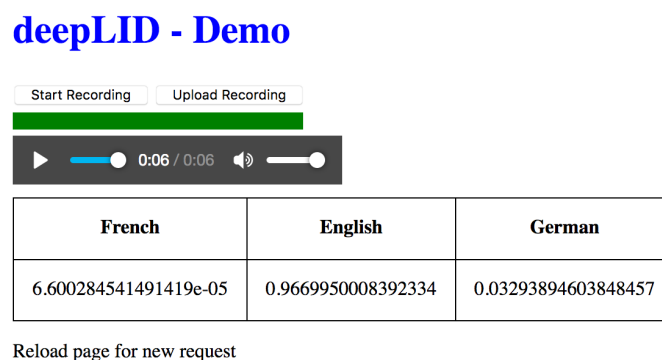 deepLID - Demo
Start Recording Upload Recording
0:06 / 0:06
French English German
6.600284541491419e-05 0.9669950008392334 0.03293894603848457
Reload page for new request